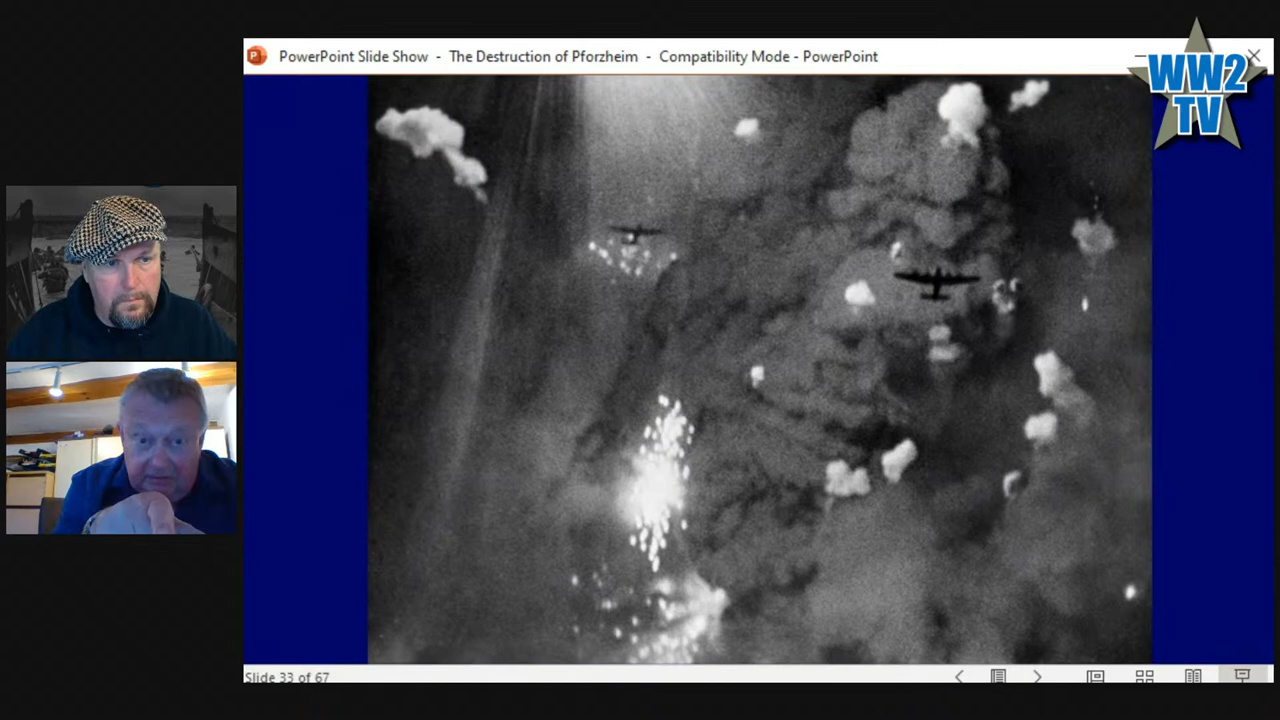 PowerPoint Slide Show - The Destruction of Pforzheim - Compatibility Mode - PowerPoint
WW2
TV
Slide 33 of 67